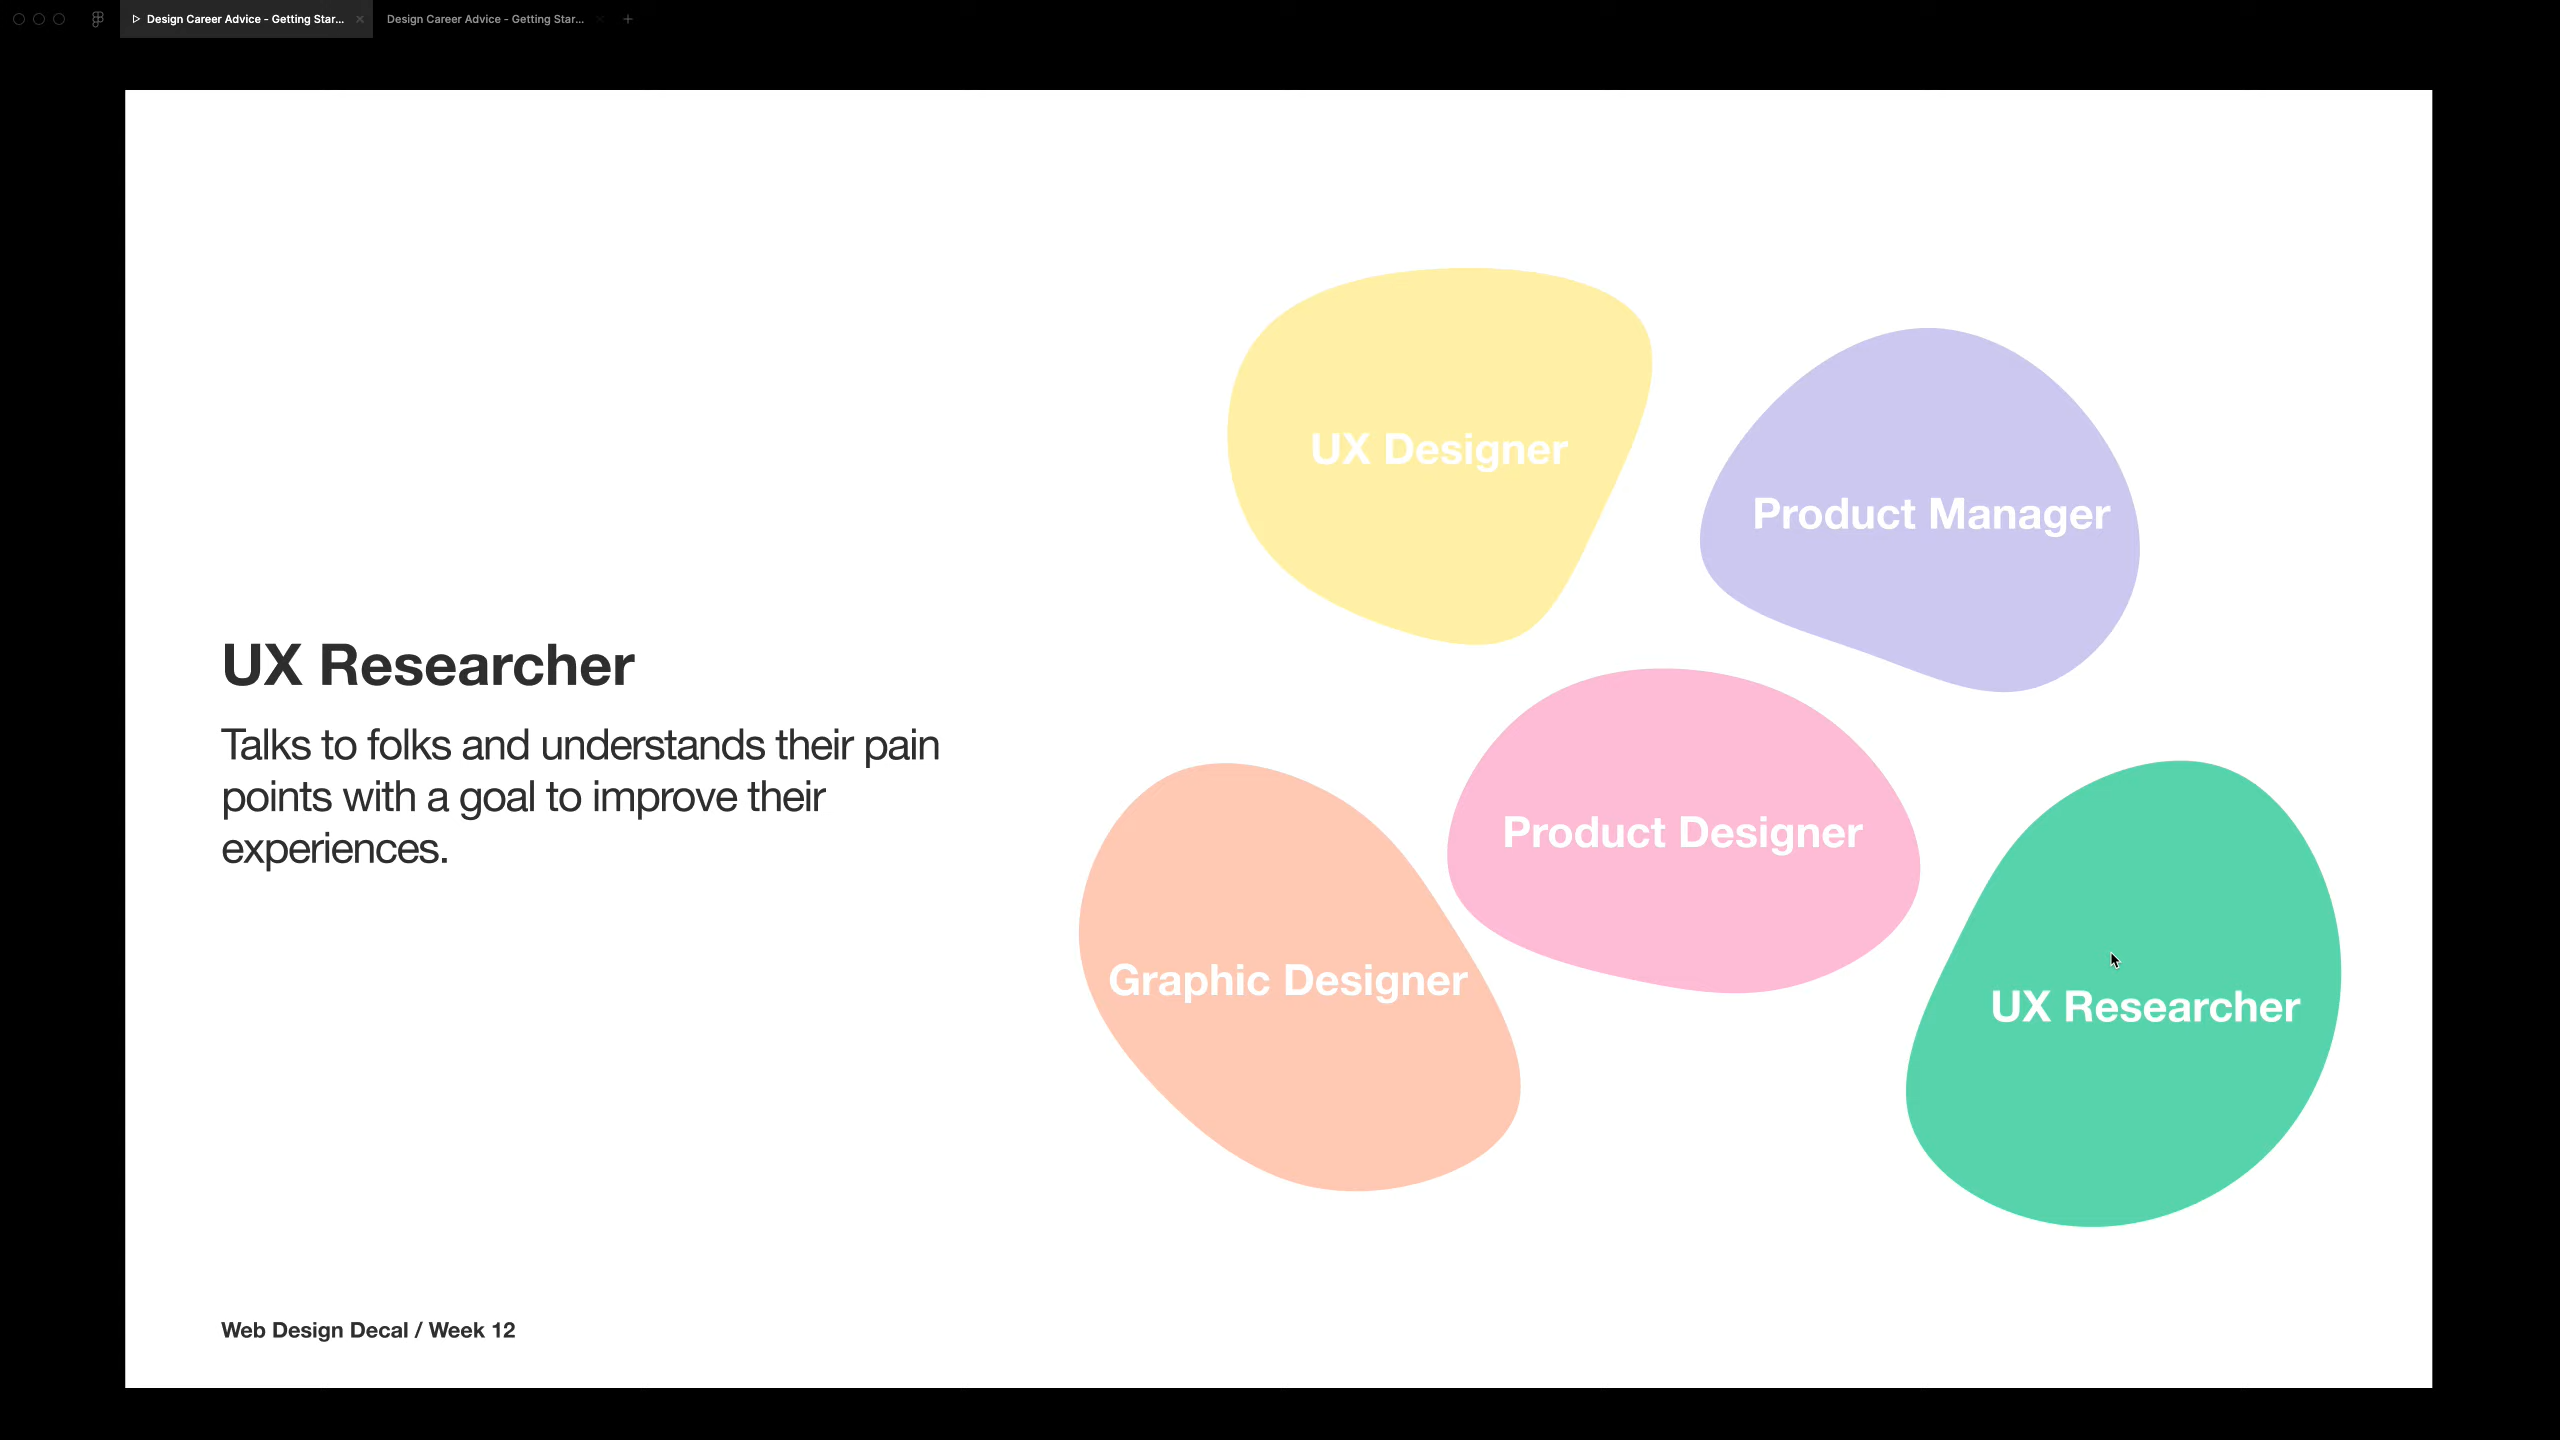 Design Career Advice - Getting Star...
Design Career Advice - Getting Star...
UX Designer
Product Manager
UX Researcher
Talks to folks and understands their pain
points with a goal to improve their
experiences.
Product Designer
Graphic Designer
UX Researcher
Web Design Decal / Week 12